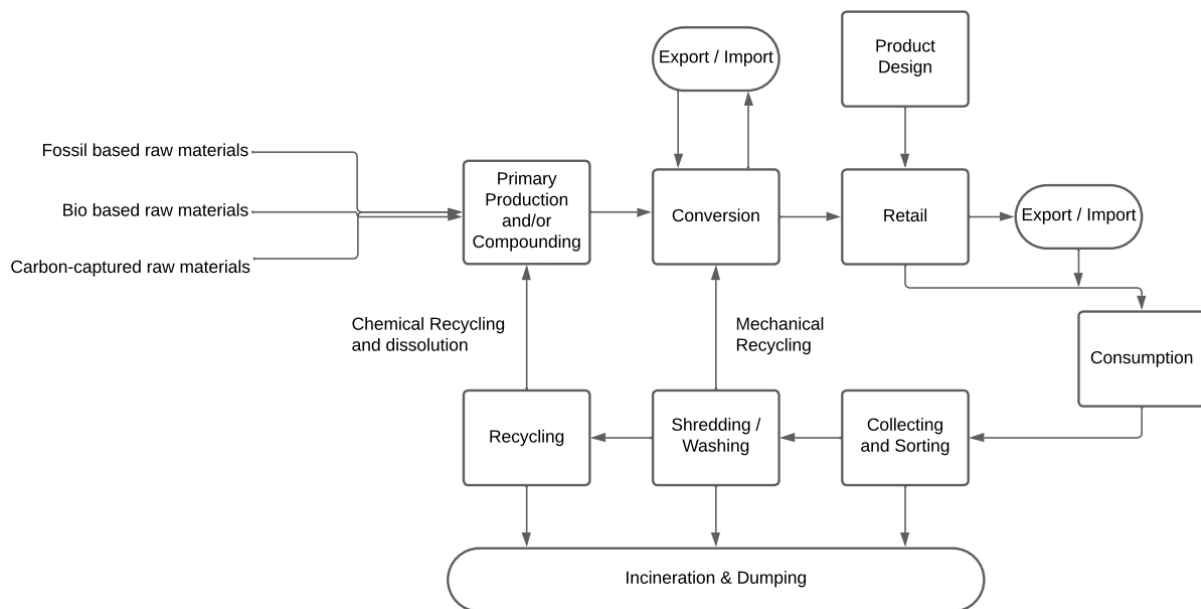 Export / Import
Product
Design
Fossil based raw materials
Bio based raw materials
Carbon-captured raw materials
Primary
Production
and/or
Compounding
Conversion
Retail
Export / Import
Chemical Recycling
and dissolution
Mechanical
Recycling
Consumption
Recycling
Shredding /
Washing
Collecting
and Sorting
Incineration & Dumping